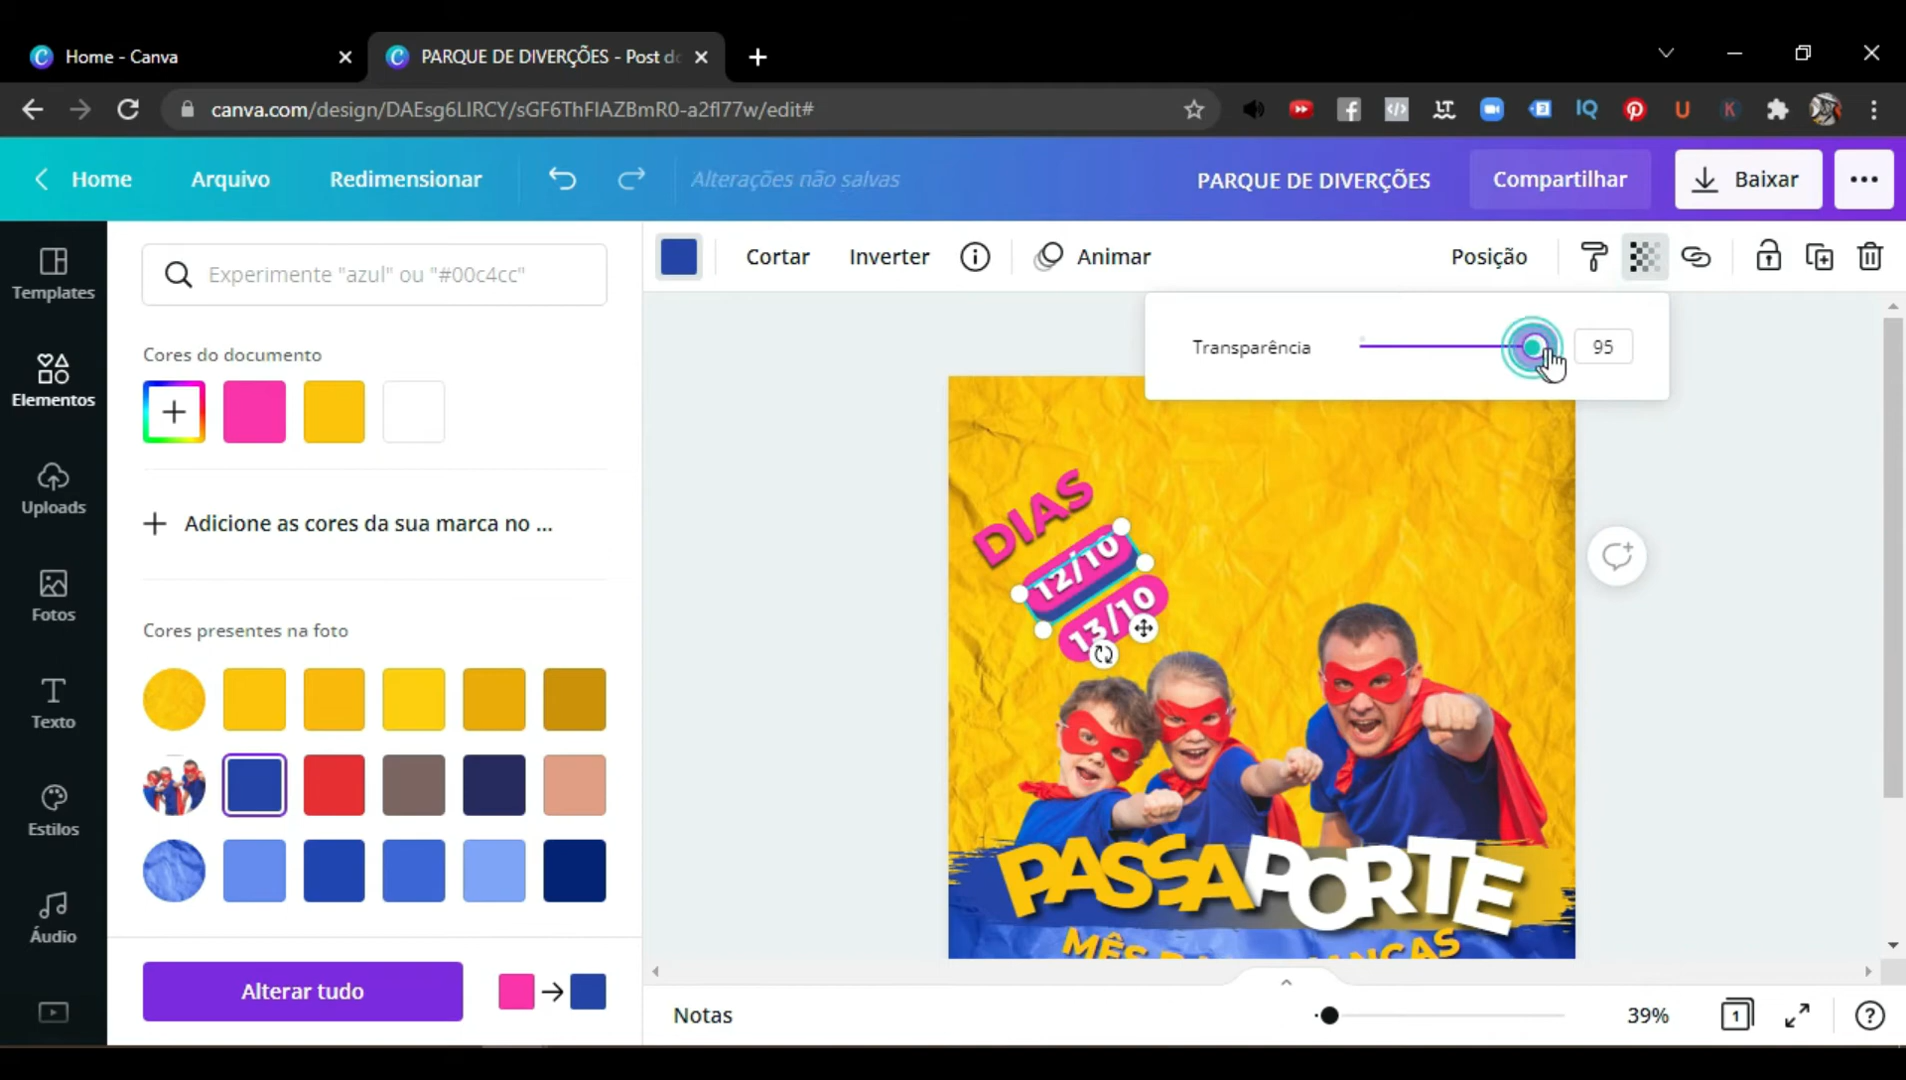 Home - Canva
PARQUE DE DIVERÇÕES - Post do
canva.com/design/DAEsg6LIRCY/sGF6ThFIAZBmR0-a2fl77w/edit#
Home
Arquivo
Redimensionar
Alterações não salvas
PARQUE DE DIVERÇÕES
Compartilhar
Baixar
Templates
Elementos
Uploads
Fotos
Texto
Estilos
Áudio
Experimente "azul" ou "#00c4cc"
Cores do documento
Adicione as cores da sua marca no ...
Cores presentes na foto
Alterar tudo
Cortar
Inverter
Animar
Posição
Transparência
95
DIAS
12/10
13/10
PASSAPORTE
Notas
39%
1